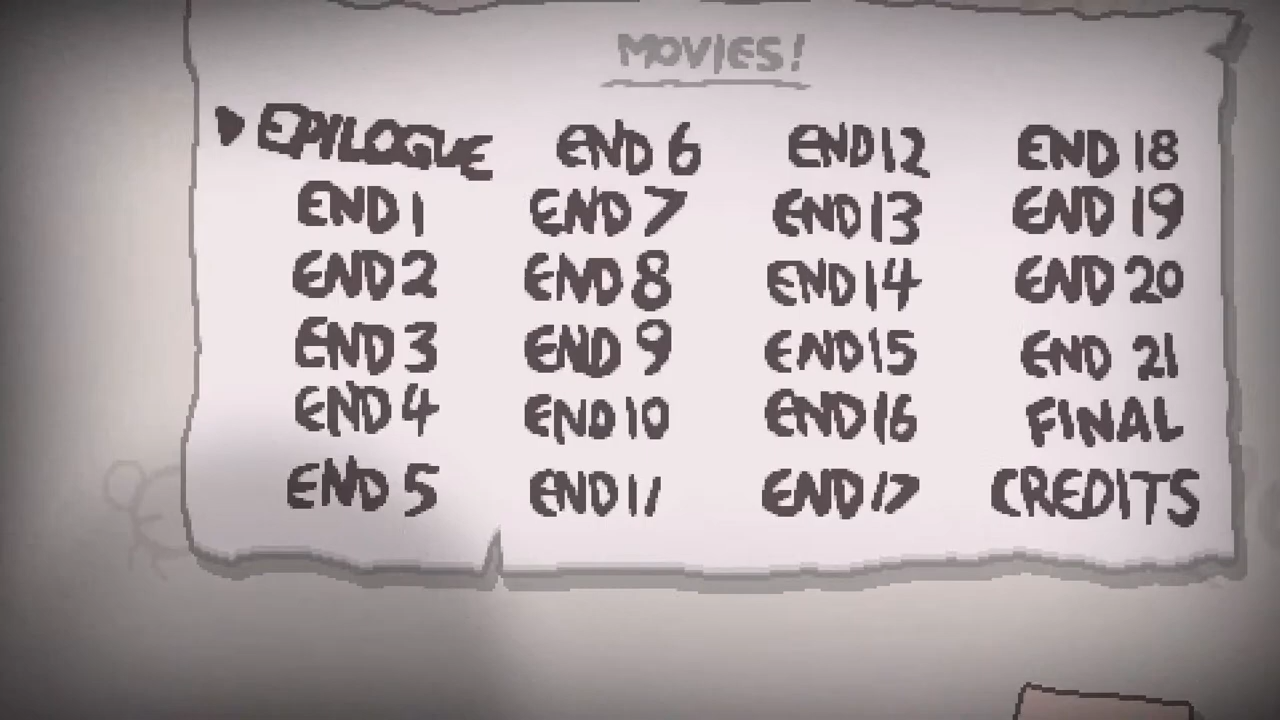 MOVIES!
EPILOGUE
END 1
END 2
END 3
END 4
END 5
END 6
END 7
END 8
END 9
END 10
END 11
END 12
END 13
END 14
END 15
END 16
END 17
END 18
END 19
END 20
END 21
FINAL
CREDITS